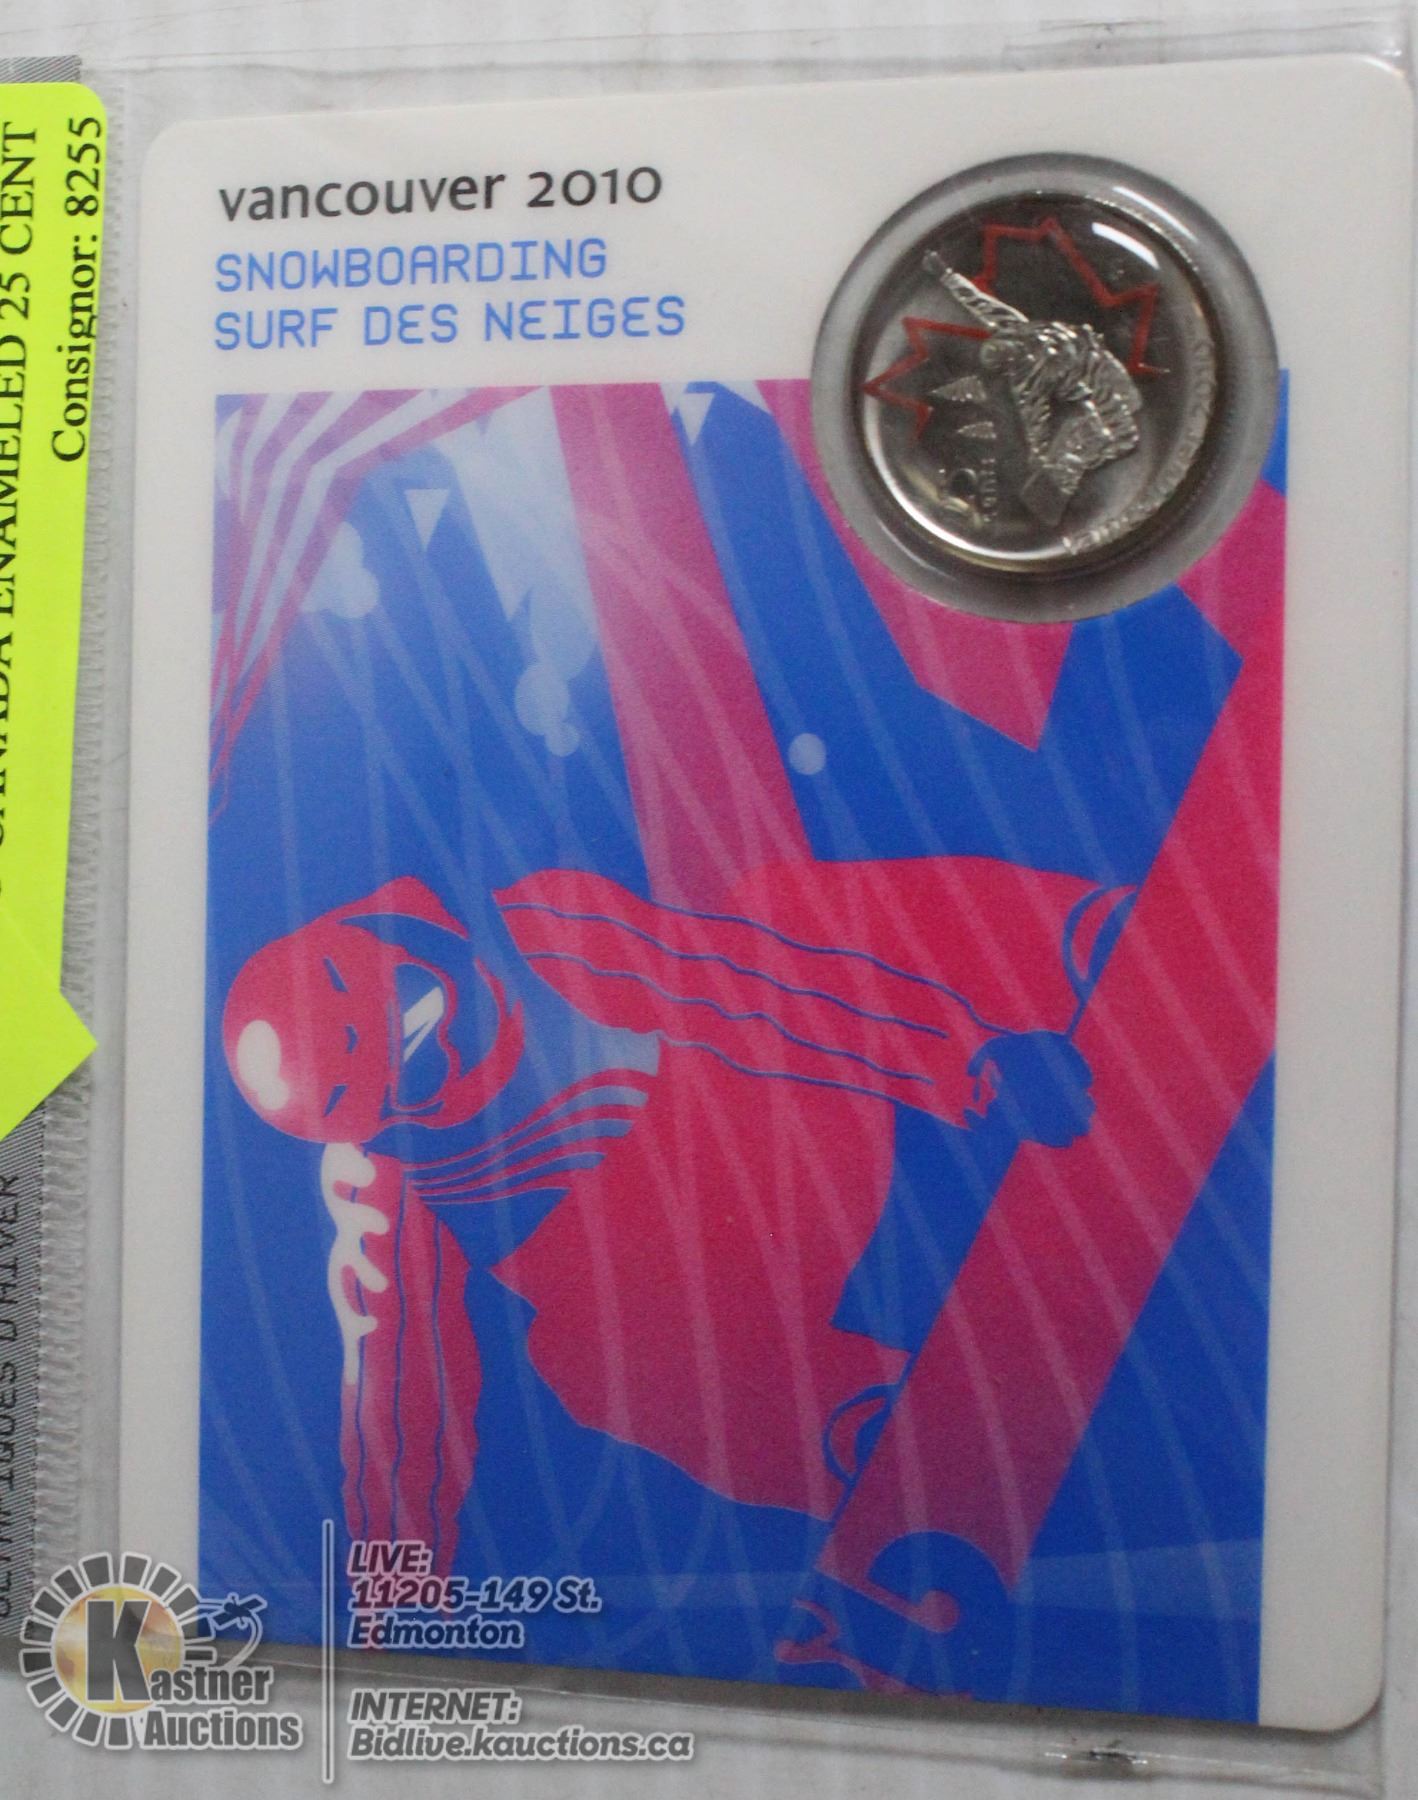 vancouver 2010
SNOWBOARDING
SURF DES NEIGES
CANADA ENAMELED 25 CENT
Consignor: 8255
D'HIVER
Kastner
Auctions
LIVE:
11205-149 St.
Edmonton
INTERNET:
Bidlive.kauctions.ca